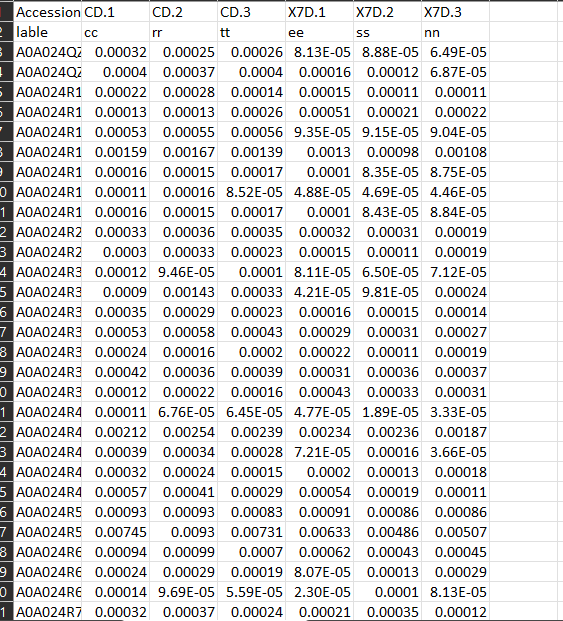 Accession CD.1 CD.2 CD.3 X7D.1 X7D.2 X7D.3
lable cc rr tt ee ss nn
A0A024QZ 0.00032 0.00025 0.00026 8.13E-05 8.88E-05 6.49E-05
A0A024QZ 0.0004 0.00037 0.0004 0.00016 0.00012 6.87E-05
A0A024R1 0.00022 0.00028 0.00014 0.00015 0.00011 0.00011
A0A024R1 0.00013 0.00013 0.00026 0.00051 0.00021 0.00022
A0A024R1 0.00053 0.00055 0.00056 9.35E-05 9.15E-05 9.04E-05
A0A024R1 0.00159 0.00167 0.00139 0.0013 0.00098 0.00108
A0A024R1 0.00016 0.00015 0.00017 0.0001 8.35E-05 8.75E-05
A0A024R1 0.00011 0.00016 8.52E-05 4.88E-05 4.69E-05 4.46E-05
A0A024R1 0.00016 0.00015 0.00017 0.0001 8.43E-05 8.84E-05
A0A024R2 0.00033 0.00036 0.00035 0.00032 0.00031 0.00019
A0A024R2 0.0003 0.00033 0.00023 0.00015 0.00011 0.00019
A0A024R3 0.00012 9.46E-05 0.0001 8.11E-05 6.50E-05 7.12E-05
A0A024R3 0.0009 0.00143 0.00033 4.21E-05 9.81E-05 0.00024
A0A024R3 0.00035 0.00029 0.00023 0.00016 0.00015 0.00014
A0A024R3 0.00053 0.00058 0.00043 0.00029 0.00031 0.00027
A0A024R3 0.00024 0.00016 0.0002 0.00022 0.00011 0.00019
A0A024R3 0.00042 0.00036 0.00039 0.00031 0.00036 0.00037
A0A024R3 0.00012 0.00022 0.00016 0.00043 0.00033 0.00031
A0A024R4 0.00011 6.76E-05 6.45E-05 4.77E-05 1.89E-05 3.33E-05
A0A024R4 0.00212 0.00254 0.00239 0.00234 0.00236 0.00187
A0A024R4 0.00039 0.00034 0.00028 7.21E-05 0.00016 3.66E-05
A0A024R4 0.00032 0.00024 0.00015 0.0002 0.00013 0.00018
A0A024R4 0.00057 0.00041 0.00029 0.00054 0.00019 0.00011
A0A024R5 0.00093 0.00093 0.00083 0.00091 0.00086 0.00086
A0A024R5 0.00745 0.0093 0.00731 0.00633 0.00486 0.00507
A0A024R6 0.00094 0.00099 0.0007 0.00062 0.00043 0.00045
A0A024R6 0.00024 0.00029 0.00019 8.07E-05 0.00013 0.00029
A0A024R6 0.00014 9.69E-05 5.59E-05 2.30E-05 0.0001 8.13E-05
A0A024R7 0.00032 0.00037 0.00024 0.00021 0.00035 0.00012